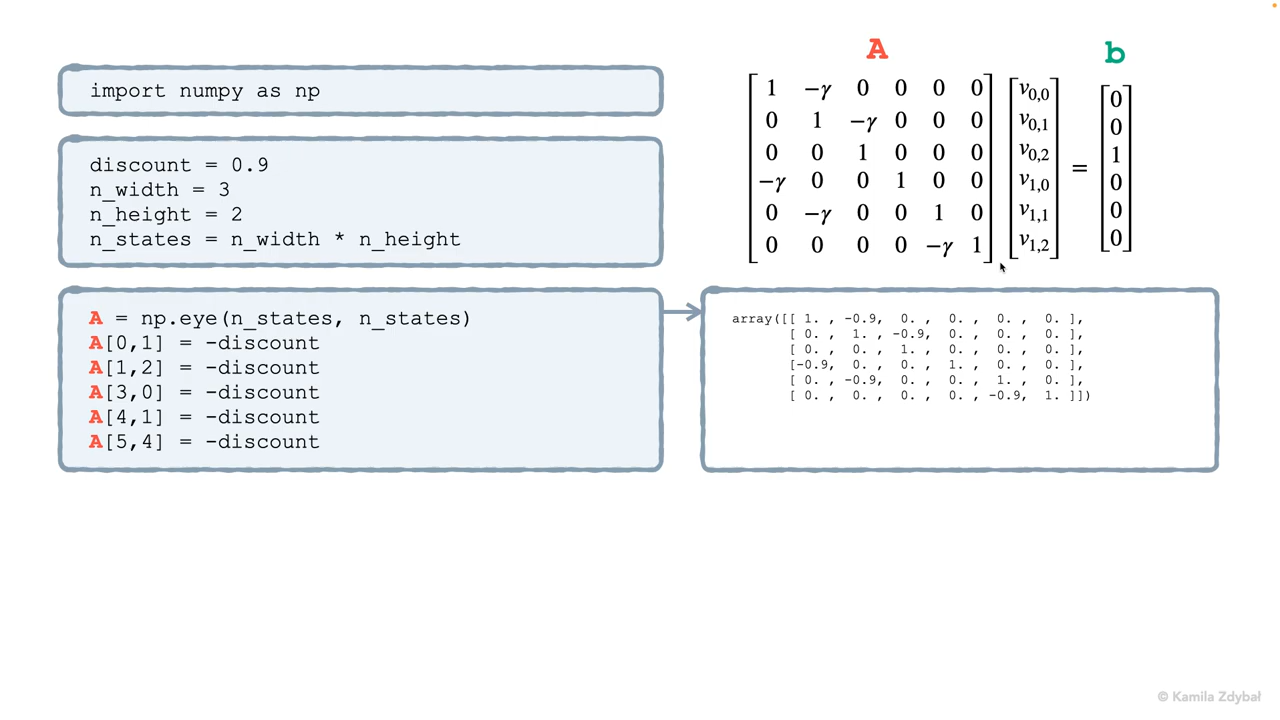 import numpy as np
discount = 0.9
n_width = 3
n_height = 2
n_states = n_width * n_height
A = np.eye(n_states, n_states)
A[0,1] = -discount
A[1,2] = -discount
A[3,0] = -discount
A[4,1] = -discount
A[5,4] = -discount
A b
1 −γ 0 0 0 0 v0,0 0
0 1 −γ 0 0 0 v0,1 0
0 0 1 0 0 0 v0,2 1
−γ 0 0 1 0 0 v1,0 = 0
0 −γ 0 0 1 0 v1,1 0
0 0 0 0 −γ 1 v1,2 0
array([[ 1. , -0.9, 0. , 0. , 0. , 0. ],
[ 0. , 1. , -0.9, 0. , 0. , 0. ],
[ 0. , 0. , 1. , 0. , 0. , 0. ],
[-0.9, 0. , 0. , 1. , 0. , 0. ],
[ 0. , -0.9, 0. , 0. , 1. , 0. ],
[ 0. , 0. , 0. , 0. , -0.9, 1. ]])
© Kamila Zdybał